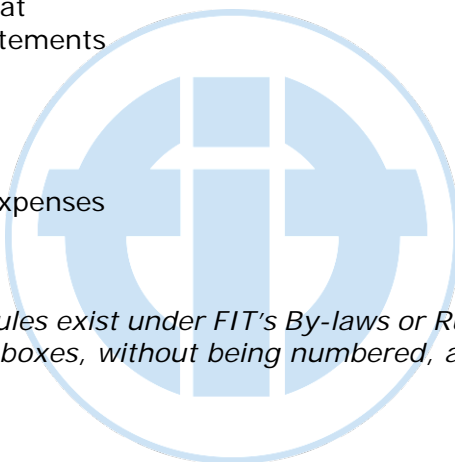 at
tements
xpenses
ules exist under FIT's By-laws or R
boxes, without being numbered, a